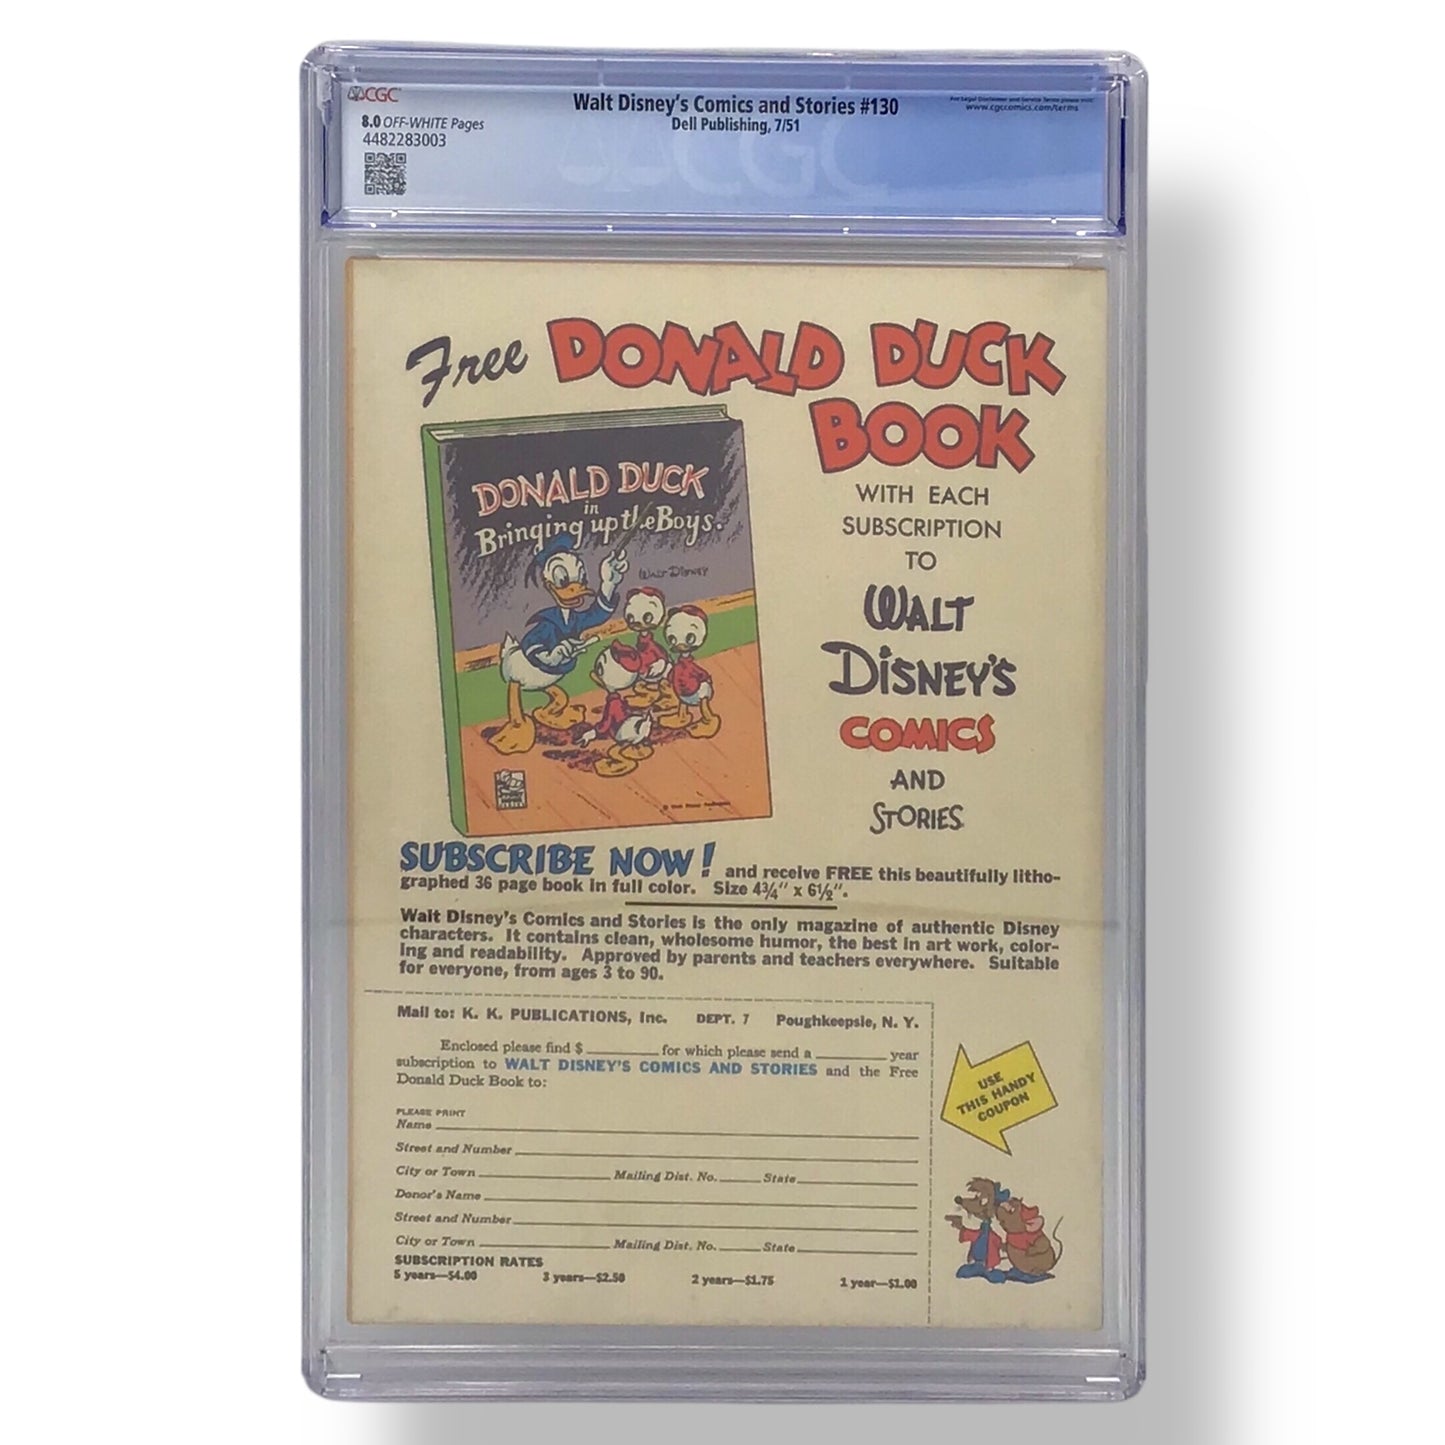 CGC
8.0 OFF-WHITE Pages
4482283003
Walt Disney's Comics and Stories #130
Dell Publishing, 7/51
For Legal Disclaimer and Service Terms please visit:
www.cgccomics.com/terms
CGC
Free DONALD DUCK
BOOK
WITH EACH
SUBSCRIPTION
TO
WALT
DISNEY'S
COMICS
AND
STORIES
DONALD DUCK
in
Bringing up the Boys.
WALT DISNEY
SUBSCRIBE NOW! and receive FREE this beautifully litho-
graphed 36 page book in full color. Size 4¾" x 6½".
Walt Disney's Comics and Stories is the only magazine of authentic Disney
characters. It contains clean, wholesome humor, the best in art work, color-
ing and readability. Approved by parents and teachers everywhere. Suitable
for everyone, from ages 3 to 90.
Mail to: K. K. PUBLICATIONS, Inc. DEPT. 7 Poughkeepsie, N. Y.
Enclosed please find $ for which please send a year
subscription to WALT DISNEY'S COMICS AND STORIES and the Free
Donald Duck Book to:
PLEASE PRINT
Name
Street and Number
City or Town Mailing Dist. No. State
Donor's Name
Street and Number
City or Town Mailing Dist. No. State
SUBSCRIPTION RATES
5 years—$4.00 3 years—$2.50 2 years—$1.75 1 year—$1.00
USE
THIS HANDY
COUPON